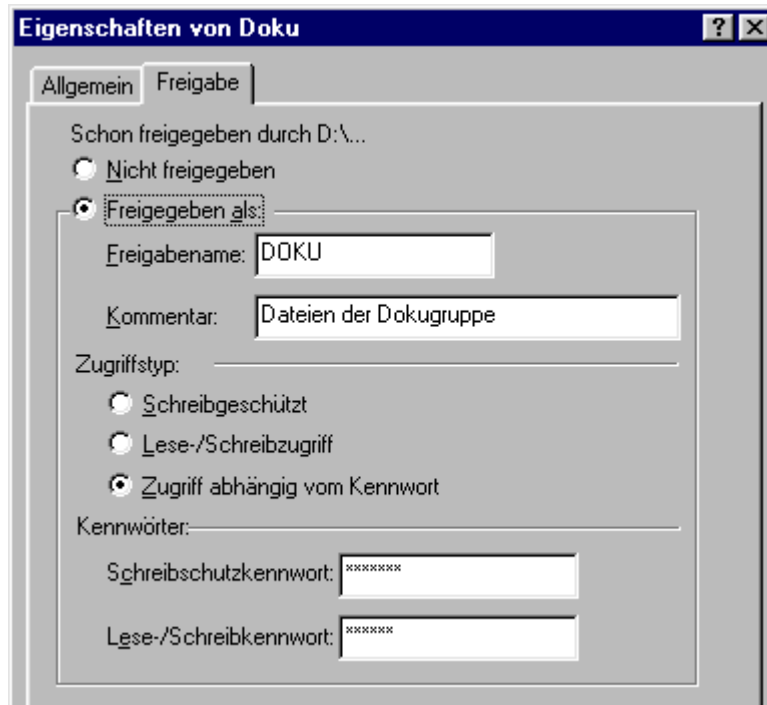 Eigenschaften von Doku
Allgemein Freigabe
Schon freigegeben durch D:\...
Nicht freigegeben
Freigegeben als:
Freigabename: DOKU
Kommentar: Dateien der Dokugruppe
Zugriffstyp:
Schreibgeschützt
Lese-/Schreibzugriff
Zugriff abhängig vom Kennwort
Kennwörter:
Schreibschutzkennwort: *******
Lese-/Schreibkennwort: ******